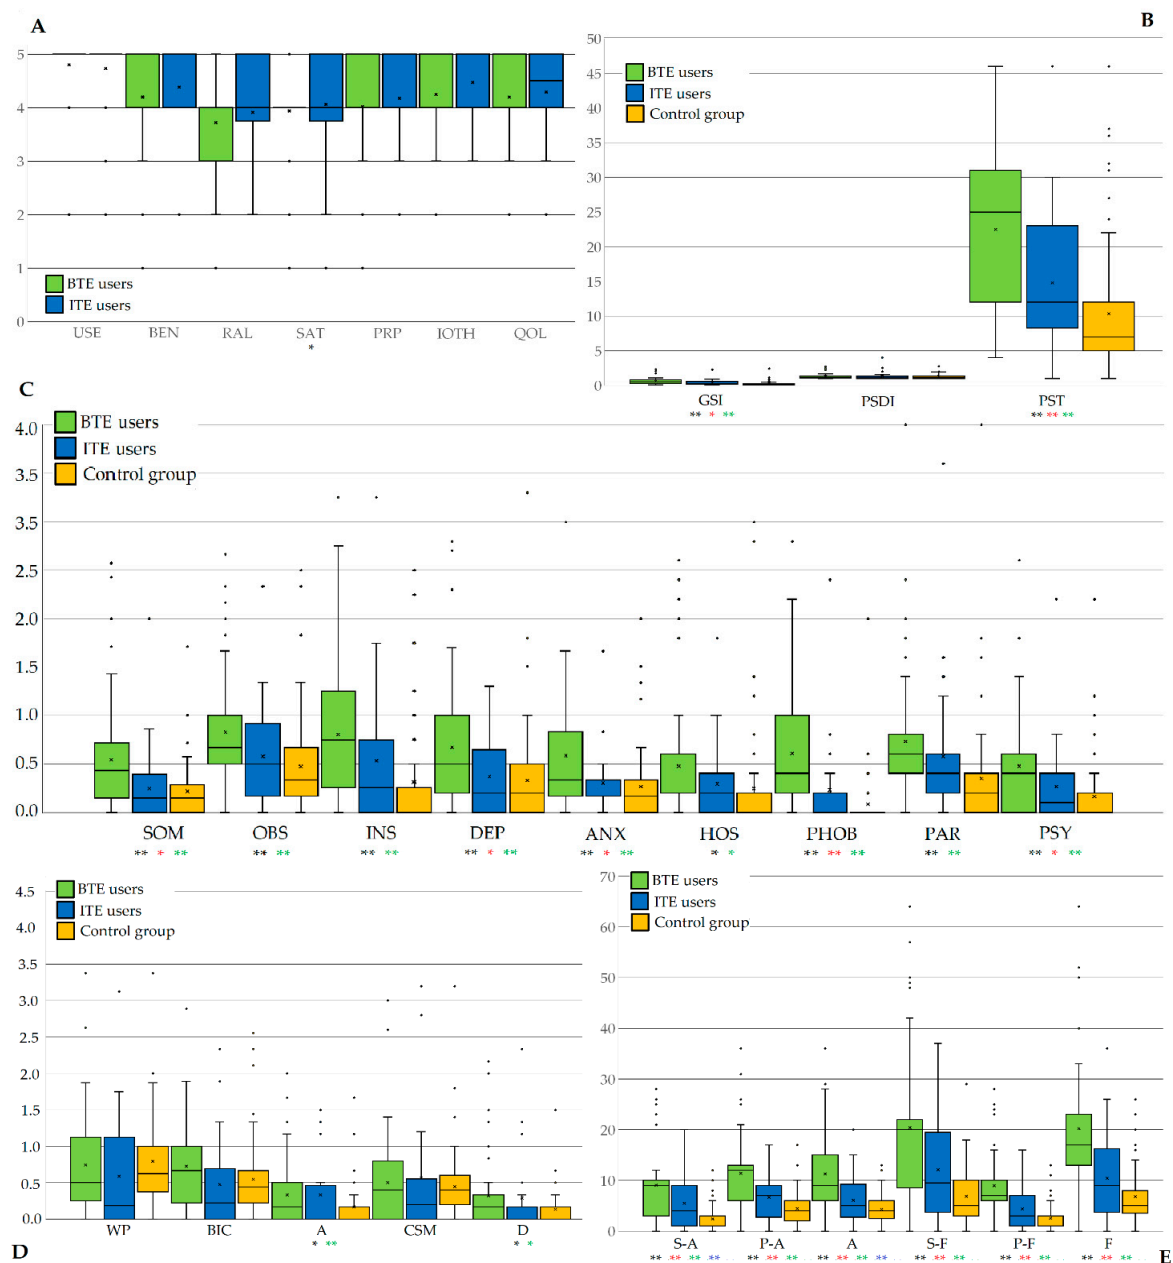 A
5
4
3
2
1
0
BTE users
ITE users
USE BEN RAL SAT PRP IOTH QOL
*
B
50
45
40
35
30
25
20
15
10
5
0
BTE users
ITE users
Control group
GSI PSDI PST
** * ** ** ** **
C
BTE users
ITE users
Control group
4.0
3.5
3.0
3.5
2.0
1.5
1.0
0.5
0.0
SOM OBS INS DEP ANX HOS PHOB PAR PSY
** * ** ** ** ** ** ** * ** ** * ** * * ** ** ** ** ** ** * **
4.5
4.0
3.5
3.0
2.5
2.0
1.5
1.0
0.5
0.0
BTE users
ITE users
Control group
WP BIC A CSM D
* ** * *
D
70
60
50
40
30
20
10
0
BTE users
ITE users
Control group
S-A P-A A S-F P-F F
** ** ** ** ** ** ** ** ** ** ** ** ** ** ** ** ** ** ** **
E